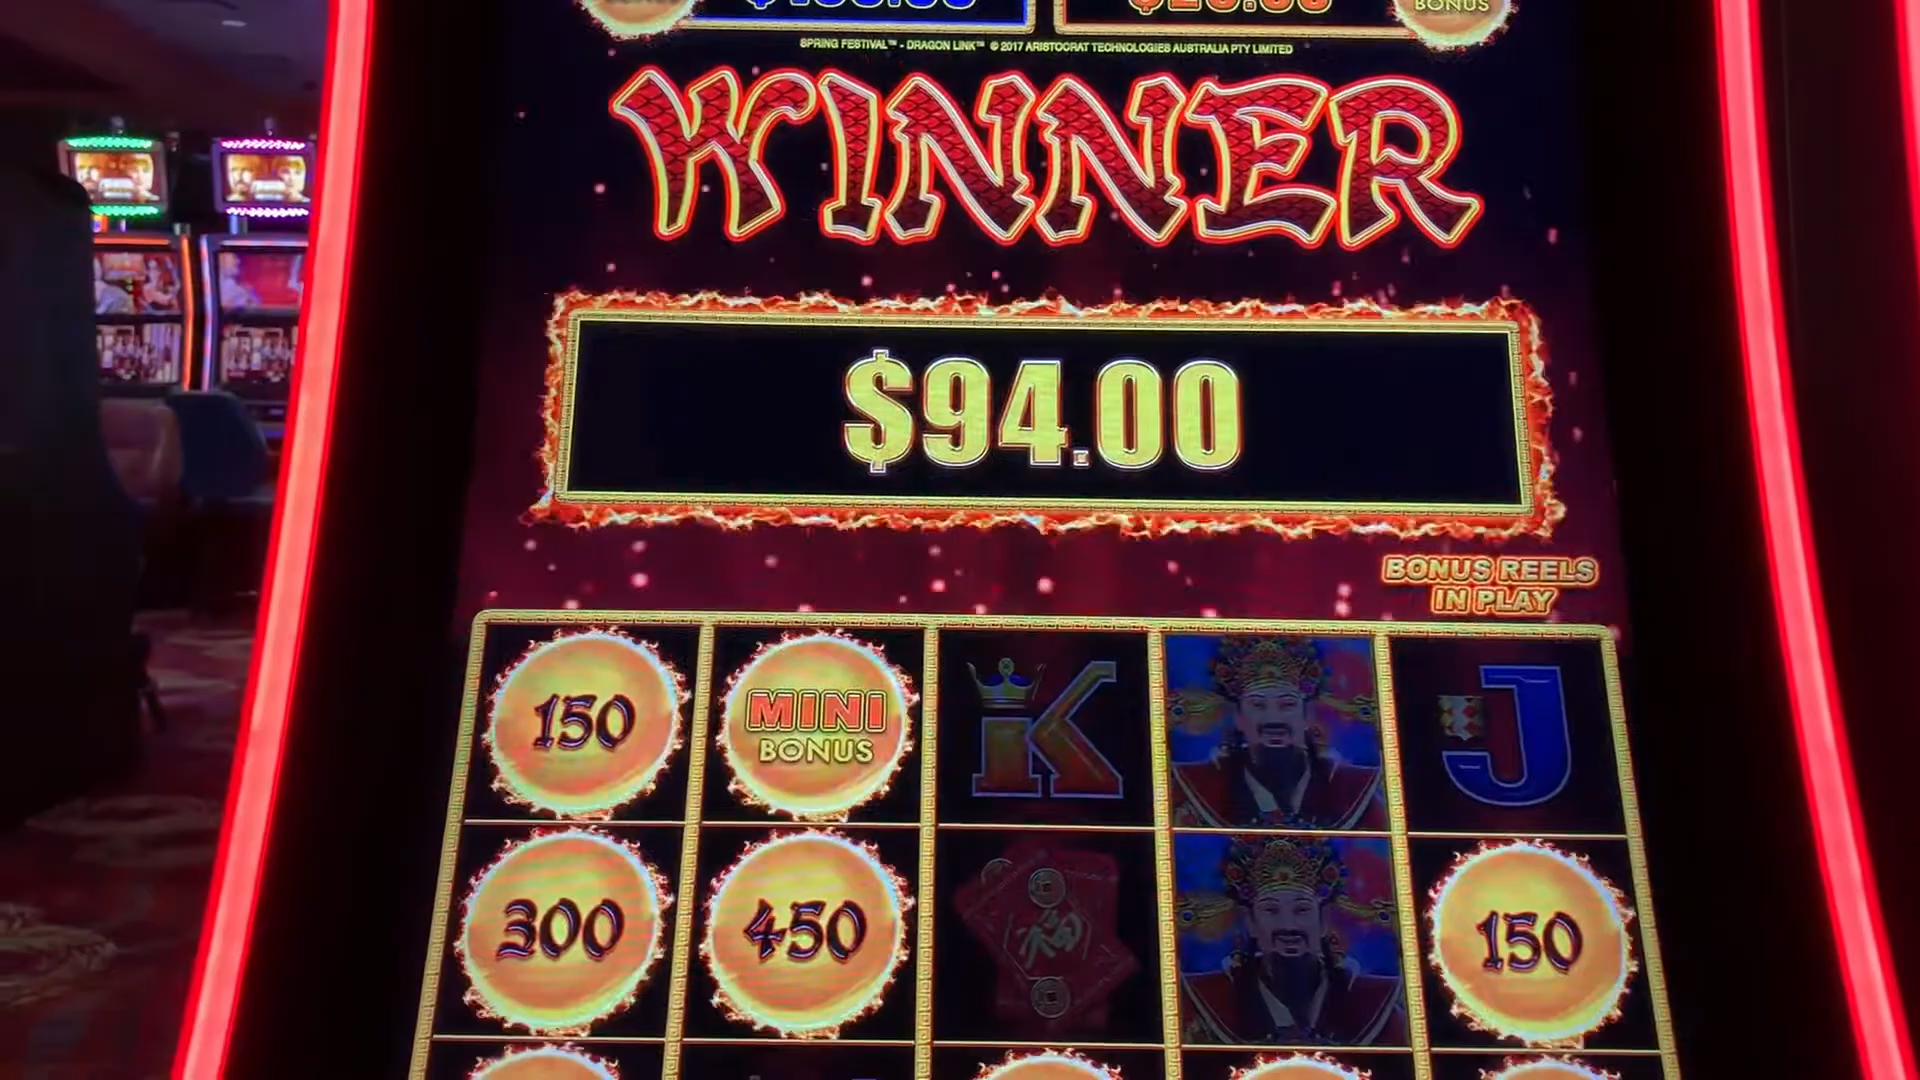 BONUS
SPRING FESTIVAL™ - DRAGON LINK™ © 2017 ARISTOCRAT TECHNOLOGIES AUSTRALIA PTY LIMITED
WINNER
$94.00
BONUS REELS
IN PLAY
150
MINI
BONUS
K
J
300
450
福
150